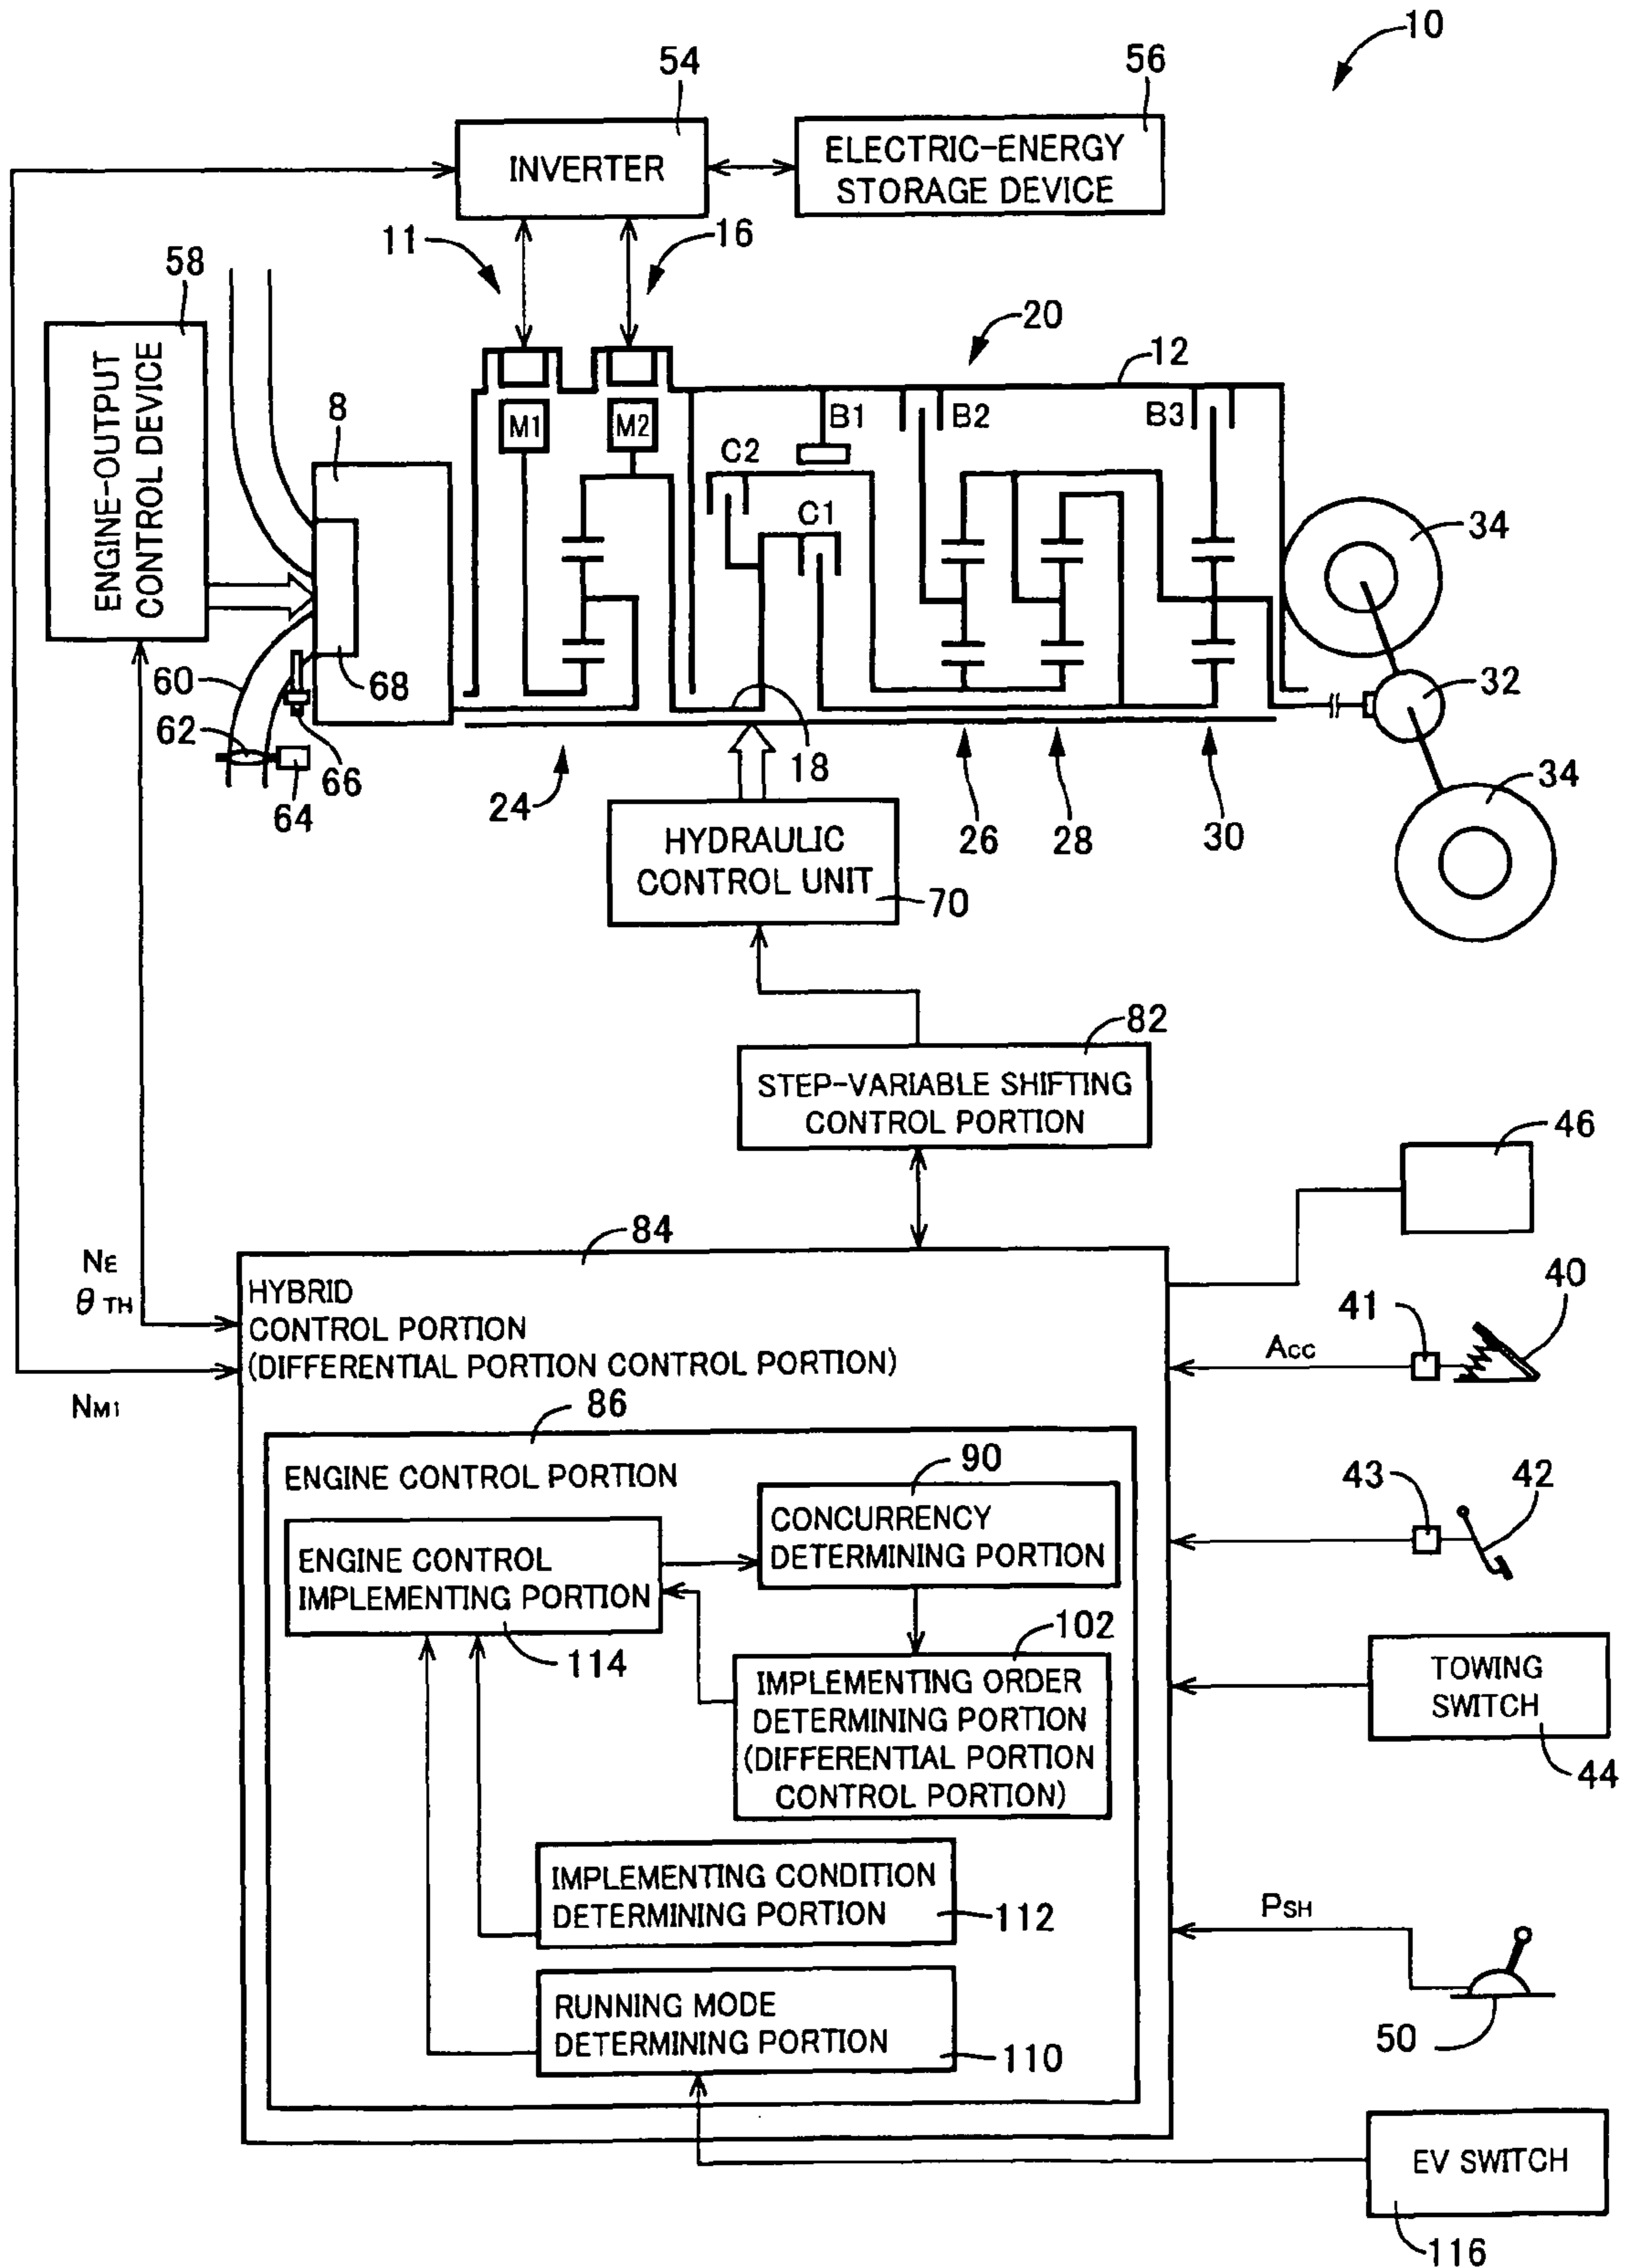 10
54
56
INVERTER
ELECTRIC-ENERGY
STORAGE DEVICE
11
16
58
20
12
ENGINE-OUTPUT
CONTROL DEVICE
8
M1
M2
B1
B2
B3
C2
C1
34
60
68
32
62
66
64
18
24
26
28
30
34
HYDRAULIC
CONTROL UNIT
70
82
STEP-VARIABLE SHIFTING
CONTROL PORTION
46
84
NE
θTH
HYBRID
CONTROL PORTION
(DIFFERENTIAL PORTION CONTROL PORTION)
41
40
ACC
NM1
86
ENGINE CONTROL PORTION
90
43
42
CONCURRENCY
DETERMINING PORTION
ENGINE CONTROL
IMPLEMENTING PORTION
114
102
IMPLEMENTING ORDER
DETERMINING PORTION
(DIFFERENTIAL PORTION
CONTROL PORTION)
TOWING
SWITCH
44
IMPLEMENTING CONDITION
DETERMINING PORTION
112
PSH
RUNNING MODE
DETERMINING PORTION
110
50
EV SWITCH
116